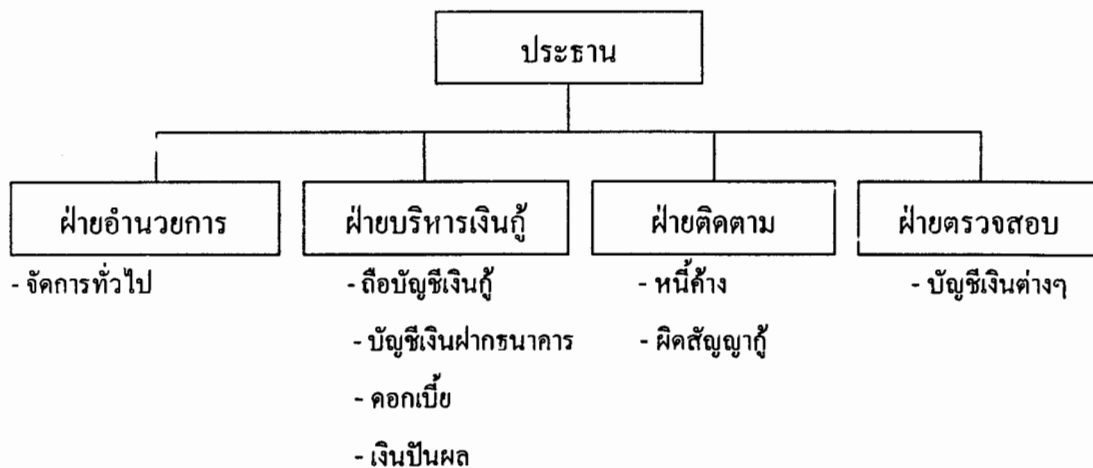 ประธาน
ฝ่ายอำนวยการ
- จัดการทั่วไป
ฝ่ายบริหารเงินกู้
- ถือบัญชีเงินกู้
- บัญชีเงินฝากธนาคาร
- ดอกเบี้ย
- เงินปันผล
ฝ่ายติดตาม
- หนี้ค้าง
- ผิดสัญญากู้
ฝ่ายตรวจสอบ
- บัญชีเงินต่างๆ